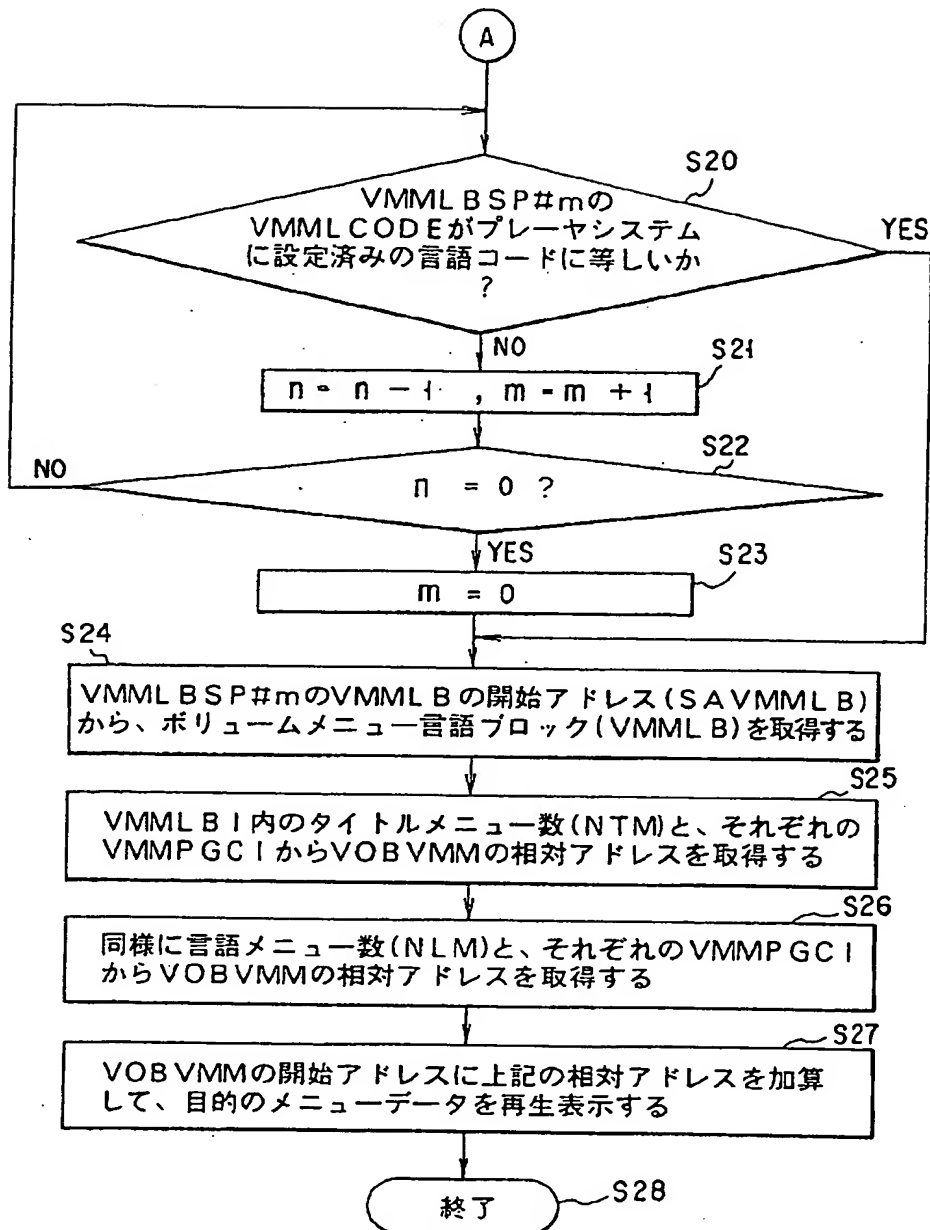 A
S20
VMMLBSP#mの
VMMLCODEがプレーヤシステム
に設定済みの言語コードに等しいか
?
YES
NO
S21
n = n - 1 , m = m + 1
S22
NO
n = 0 ?
YES
S23
m = 0
S24
VMMLBSP#mのVMMLBの開始アドレス(SAVMMLB)
から、ボリュームメニュー言語ブロック(VMMLB)を取得する
S25
VMMLBI内のタイトルメニュー数(NTM)と、それぞれの
VMMPGCIからVOBVMMの相対アドレスを取得する
S26
同様に言語メニュー数(NLM)と、それぞれのVMMPGCI
からVOBVMMの相対アドレスを取得する
S27
VOBVMMの開始アドレスに上記の相対アドレスを加算
して、目的のメニューデータを再生表示する
終了
S28